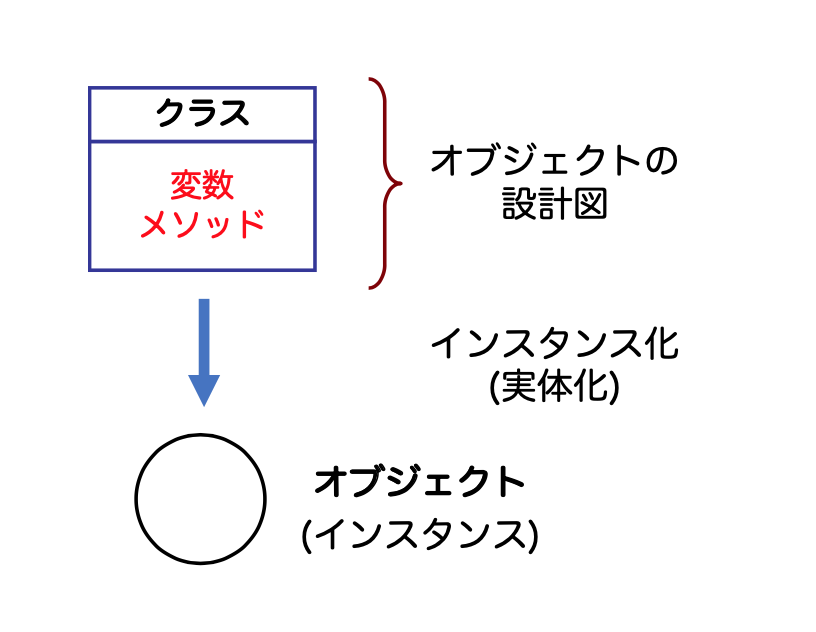 クラス
変数
メソッド
オブジェクトの
設計図
インスタンス化
(実体化)
オブジェクト
(インスタンス)